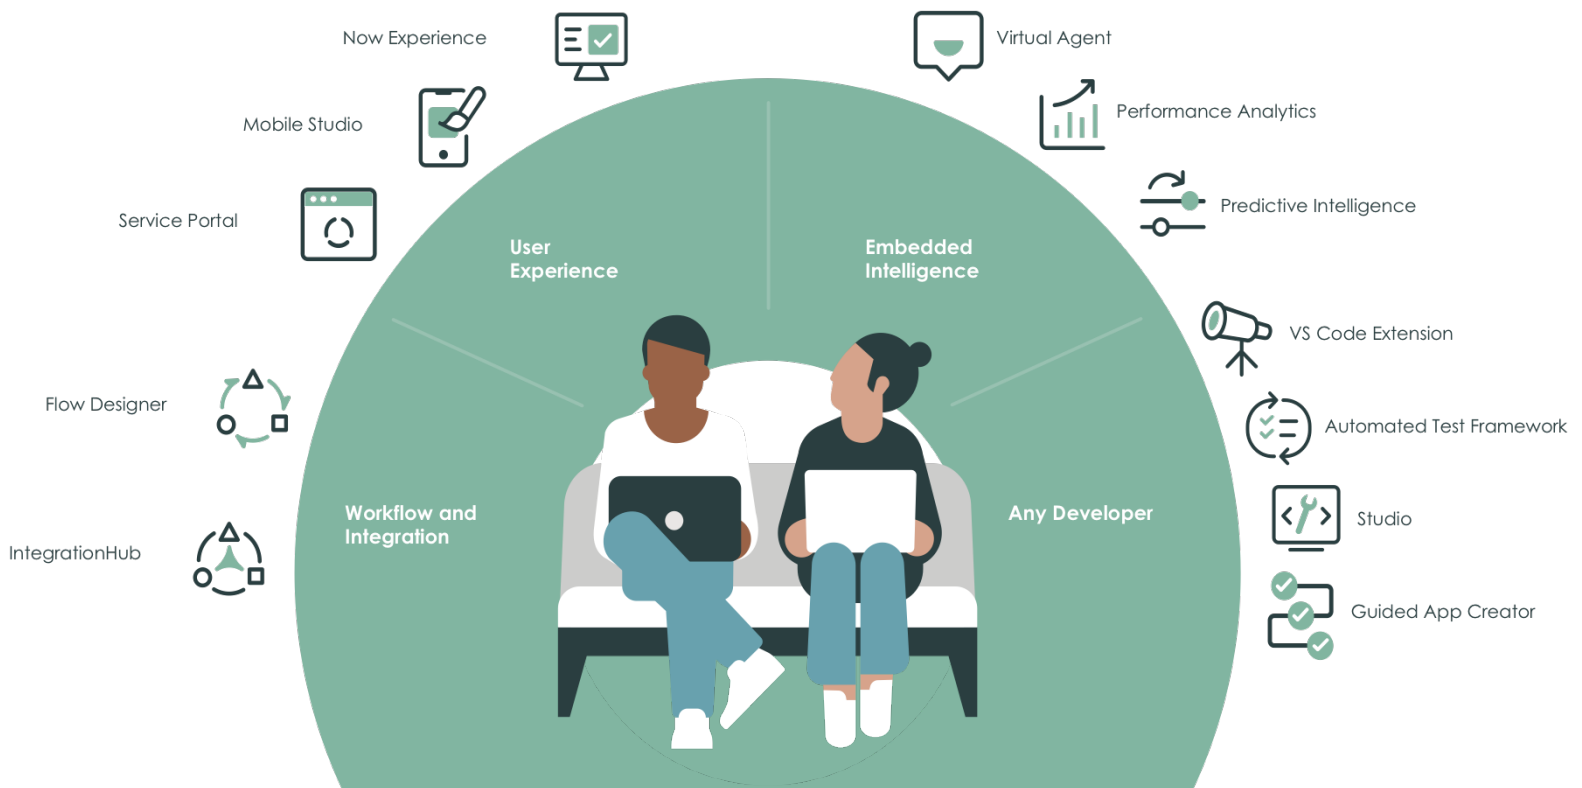 Now Experience
Virtual Agent
Mobile Studio
Performance Analytics
Service Portal
Predictive Intelligence
User
Experience
Embedded
Intelligence
VS Code Extension
Flow Designer
Automated Test Framework
Workflow and
Integration
Any Developer
Studio
IntegrationHub
Guided App Creator